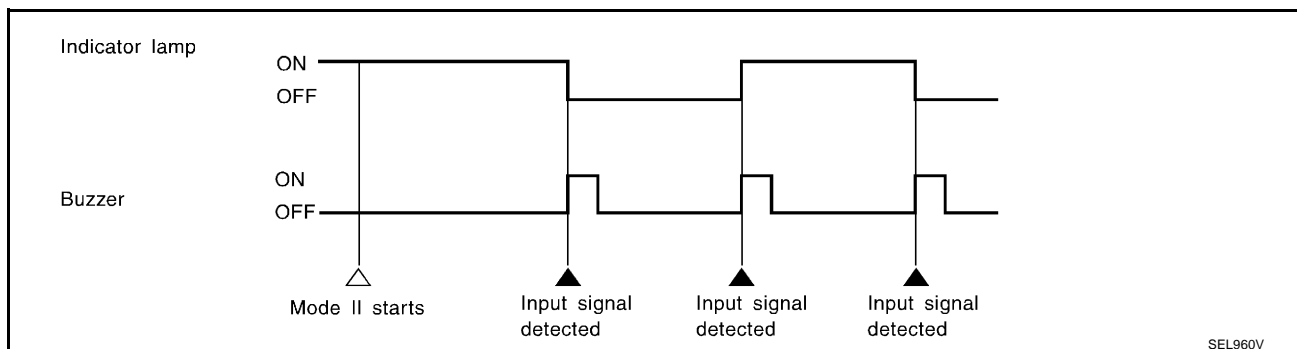 Indicator lamp
ON
OFF
Buzzer
ON
OFF
Mode II starts
Input signal
detected
Input signal
detected
Input signal
detected
SEL960V